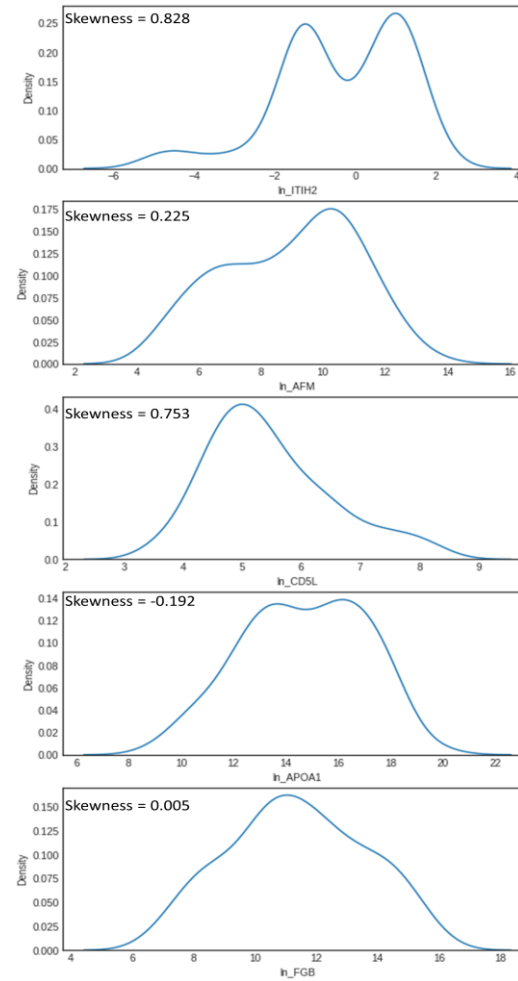 Skewness = 0.828
0.25
0.20
0.15
0.10
0.05
0.00
Density
−6 −4 −2 0 2 4
ln_ITIH2
Skewness = 0.225
0.175
0.150
0.125
0.100
0.075
0.050
0.025
0.000
Density
2 4 6 8 10 12 14 16
ln_AFM
Skewness = 0.753
0.4
0.3
0.2
0.1
0.0
Density
2 3 4 5 6 7 8 9
ln_CD5L
Skewness = -0.192
0.14
0.12
0.10
0.08
0.06
0.04
0.02
0.00
Density
6 8 10 12 14 16 18 20 22
ln_APOA1
Skewness = 0.005
0.150
0.125
0.100
0.075
0.050
0.025
0.000
Density
4 6 8 10 12 14 16 18
ln_FGB